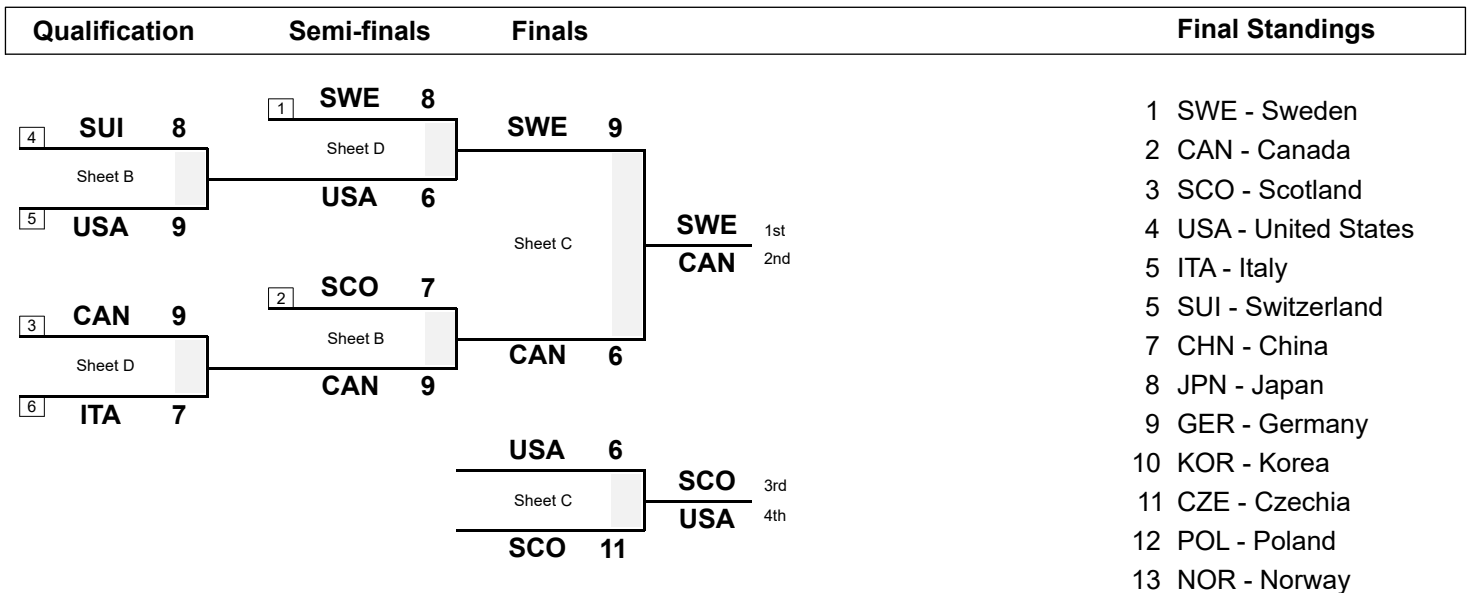 Qualification Semi-finals Finals Final Standings
1 SWE 8
4 SUI 8
Sheet B
5 USA 9
Sheet D
USA 6
SWE 9
Sheet C
SWE 1st
CAN 2nd
3 CAN 9
Sheet D
6 ITA 7
2 SCO 7
Sheet B
CAN 9
CAN 6
USA 6
Sheet C
SCO 11
SCO 3rd
USA 4th
1 SWE - Sweden
2 CAN - Canada
3 SCO - Scotland
4 USA - United States
5 ITA - Italy
5 SUI - Switzerland
7 CHN - China
8 JPN - Japan
9 GER - Germany
10 KOR - Korea
11 CZE - Czechia
12 POL - Poland
13 NOR - Norway